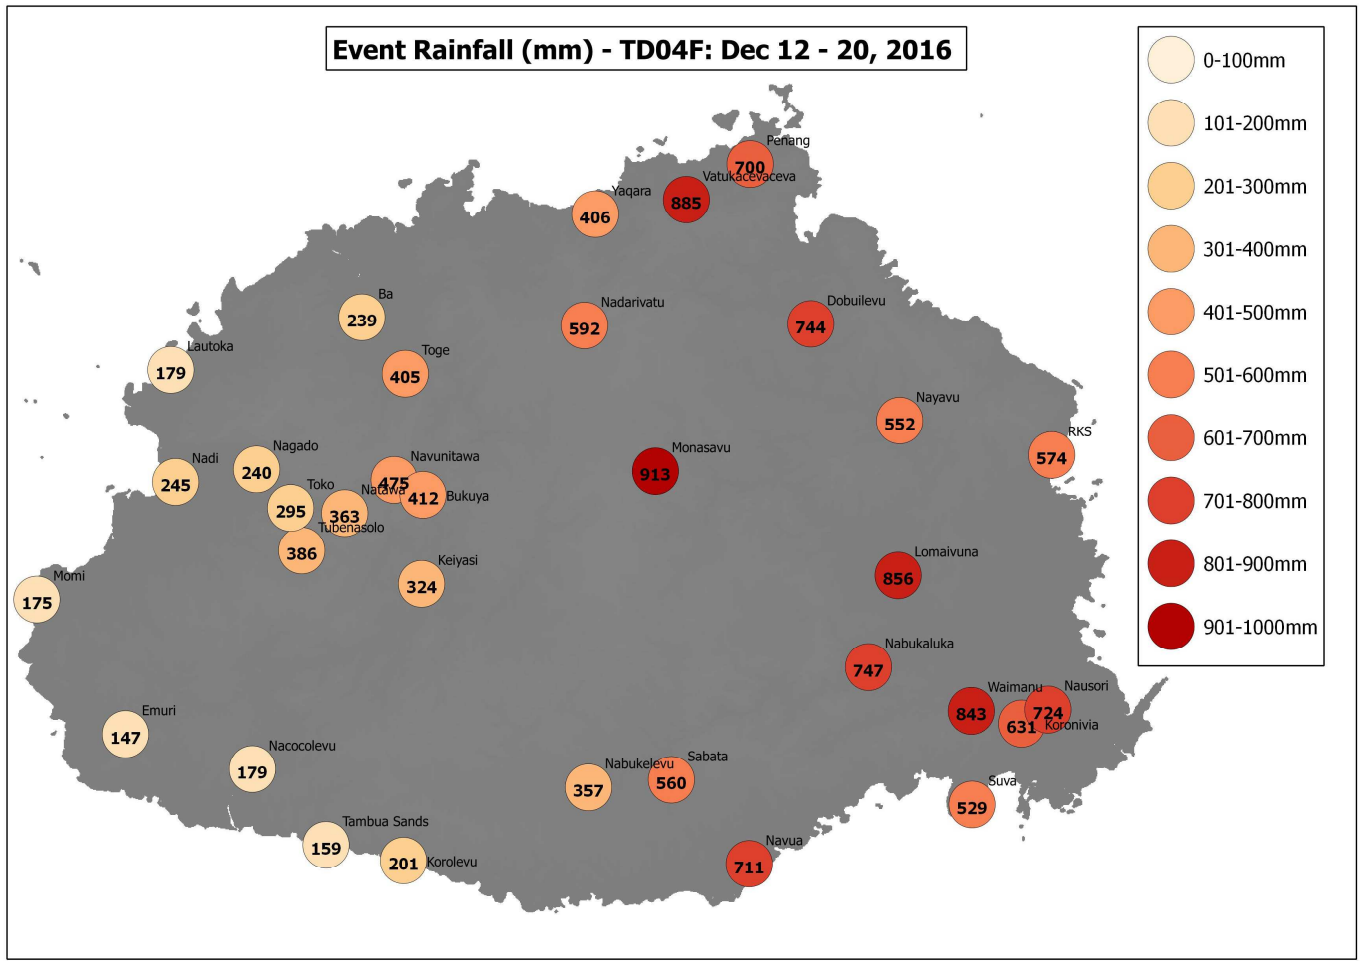 Event Rainfall (mm) - TD04F: Dec 12 - 20, 2016
0-100mm
101-200mm
201-300mm
301-400mm
401-500mm
501-600mm
601-700mm
701-800mm
801-900mm
901-1000mm
Penang
700
Vatukacevaceva
885
Yaqara
406
Ba
239
Nadarivatu
592
Dobuilevu
744
Lautoka
179
Toge
405
Nayavu
552
RKS
574
Nagado
240
Nadi
245
Navunitawa
475
Monasavu
913
Toko
295
Natawa
363
412
Bukuya
Tubenasolo
386
Keiyasi
324
Lomaivuna
856
Momi
175
Nabukaluka
747
Waimanu
843
Nausori
724
631
Koronivia
Emuri
147
Nacocolevu
179
Nabukelevu
357
Sabata
560
Suva
529
Tambua Sands
159
201
Korolevu
Navua
711